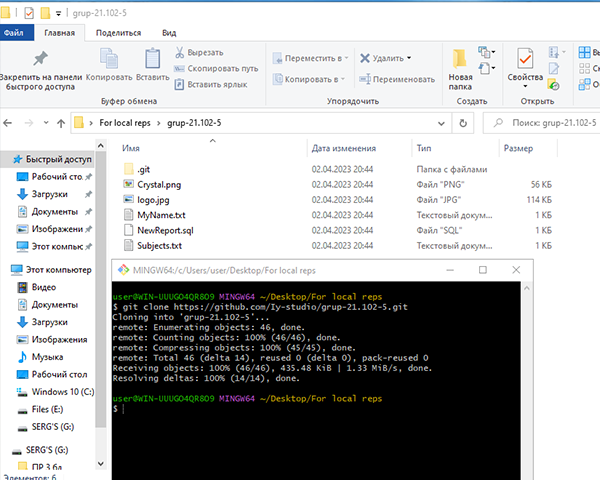 grup-21.102-5
Файл Главная Поделиться Вид
Закрепить на панели быстрого доступа
Копировать
Вставить
Вырезать
Скопировать путь
Вставить ярлык
Переместить в
Копировать в
Удалить
Переименовать
Новая папка
Свойства
Буфер обмена Упорядочить Создать Открыть
For local reps › grup-21.102-5
Поиск: grup-21.102-5
Имя Дата изменения Тип Размер
.git 02.04.2023 20:44 Папка с файлами
Crystal.png 02.04.2023 20:44 Файл "PNG" 56 КБ
logo.jpg 02.04.2023 20:44 Файл "JPG" 114 КБ
MyName.txt 02.04.2023 20:44 Текстовый докум... 1 КБ
NewReport.sql 02.04.2023 20:44 Файл "SQL" 1 КБ
Subjects.txt 02.04.2023 20:44 Текстовый докум... 1 КБ
Быстрый доступ
Рабочий сто.
Загрузки
Документы
Изображени
Этот компьк
Этот компьютер
Видео
Документы
Загрузки
Изображения
Музыка
Рабочий стол
Windows 10 (C:)
Files (E:)
SERG'S (G:)
SERG'S (G:)
ПР 3 бд
Элементов: 6
MINGW64:/c/Users/user/Desktop/For local reps
user@WIN-UUUGO4QR8O9 MINGW64 ~/Desktop/For local reps
$ git clone https://github.com/Iy-studio/grup-21.102-5.git
Cloning into 'grup-21.102-5'...
remote: Enumerating objects: 46, done.
remote: Counting objects: 100% (46/46), done.
remote: Compressing objects: 100% (45/45), done.
remote: Total 46 (delta 14), reused 0 (delta 0), pack-reused 0
Receiving objects: 100% (46/46), 435.48 KiB | 1.33 MiB/s, done.
Resolving deltas: 100% (14/14), done.
user@WIN-UUUGO4QR8O9 MINGW64 ~/Desktop/For local reps
$